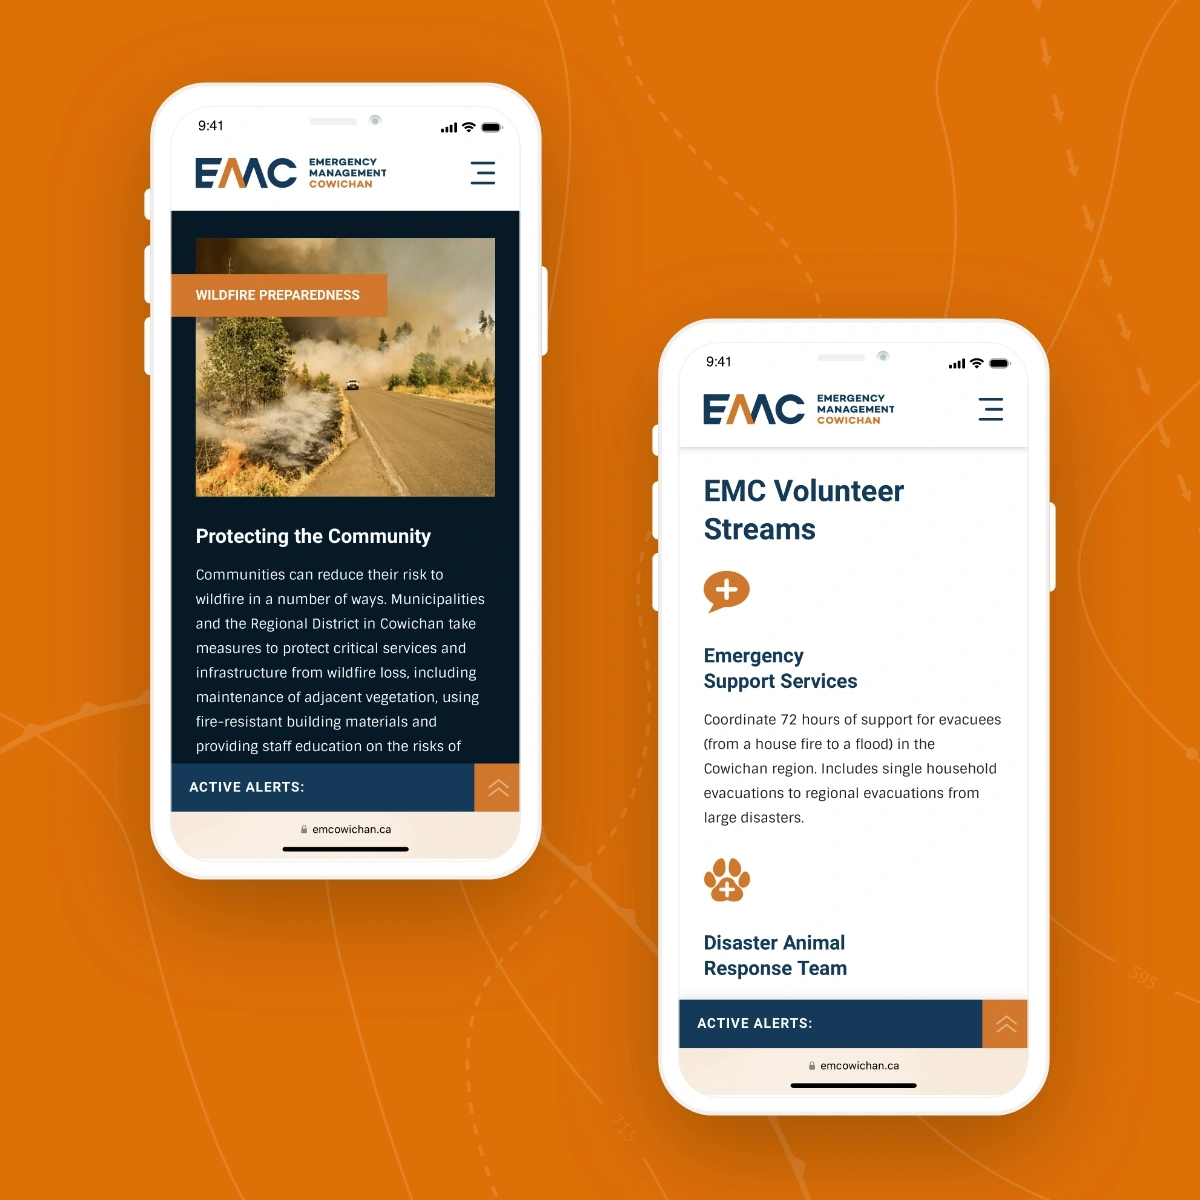 9:41
EMC
EMERGENCY
MANAGEMENT
COWICHAN
WILDFIRE PREPAREDNESS
Protecting the Community
Communities can reduce their risk to
wildfire in a number of ways. Municipalities
and the Regional District in Cowichan take
measures to protect critical services and
infrastructure from wildfire loss, including
maintenance of adjacent vegetation, using
fire-resistant building materials and
providing staff education on the risks of
ACTIVE ALERTS:
emcowichan.ca
9:41
EMC
EMERGENCY
MANAGEMENT
COWICHAN
EMC Volunteer
Streams
Emergency
Support Services
Coordinate 72 hours of support for evacuees
(from a house fire to a flood) in the
Cowichan region. Includes single household
evacuations to regional evacuations from
large disasters.
Disaster Animal
Response Team
ACTIVE ALERTS:
emcowichan.ca
595
715